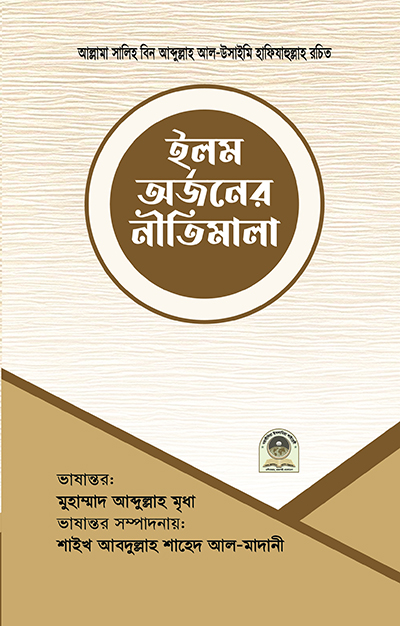 আল্লামা সালিহ বিন আব্দুল্লাহ আল-উসাইমি হাফিযাহুল্লাহ রচিত
ইলম
অর্জনের
নীতিমালা
ভাষান্তর:
মুহাম্মাদ আব্দুল্লাহ মৃধা
ভাষান্তর সম্পাদনায়:
শাইখ আবদুল্লাহ শাহেদ আল-মাদানী